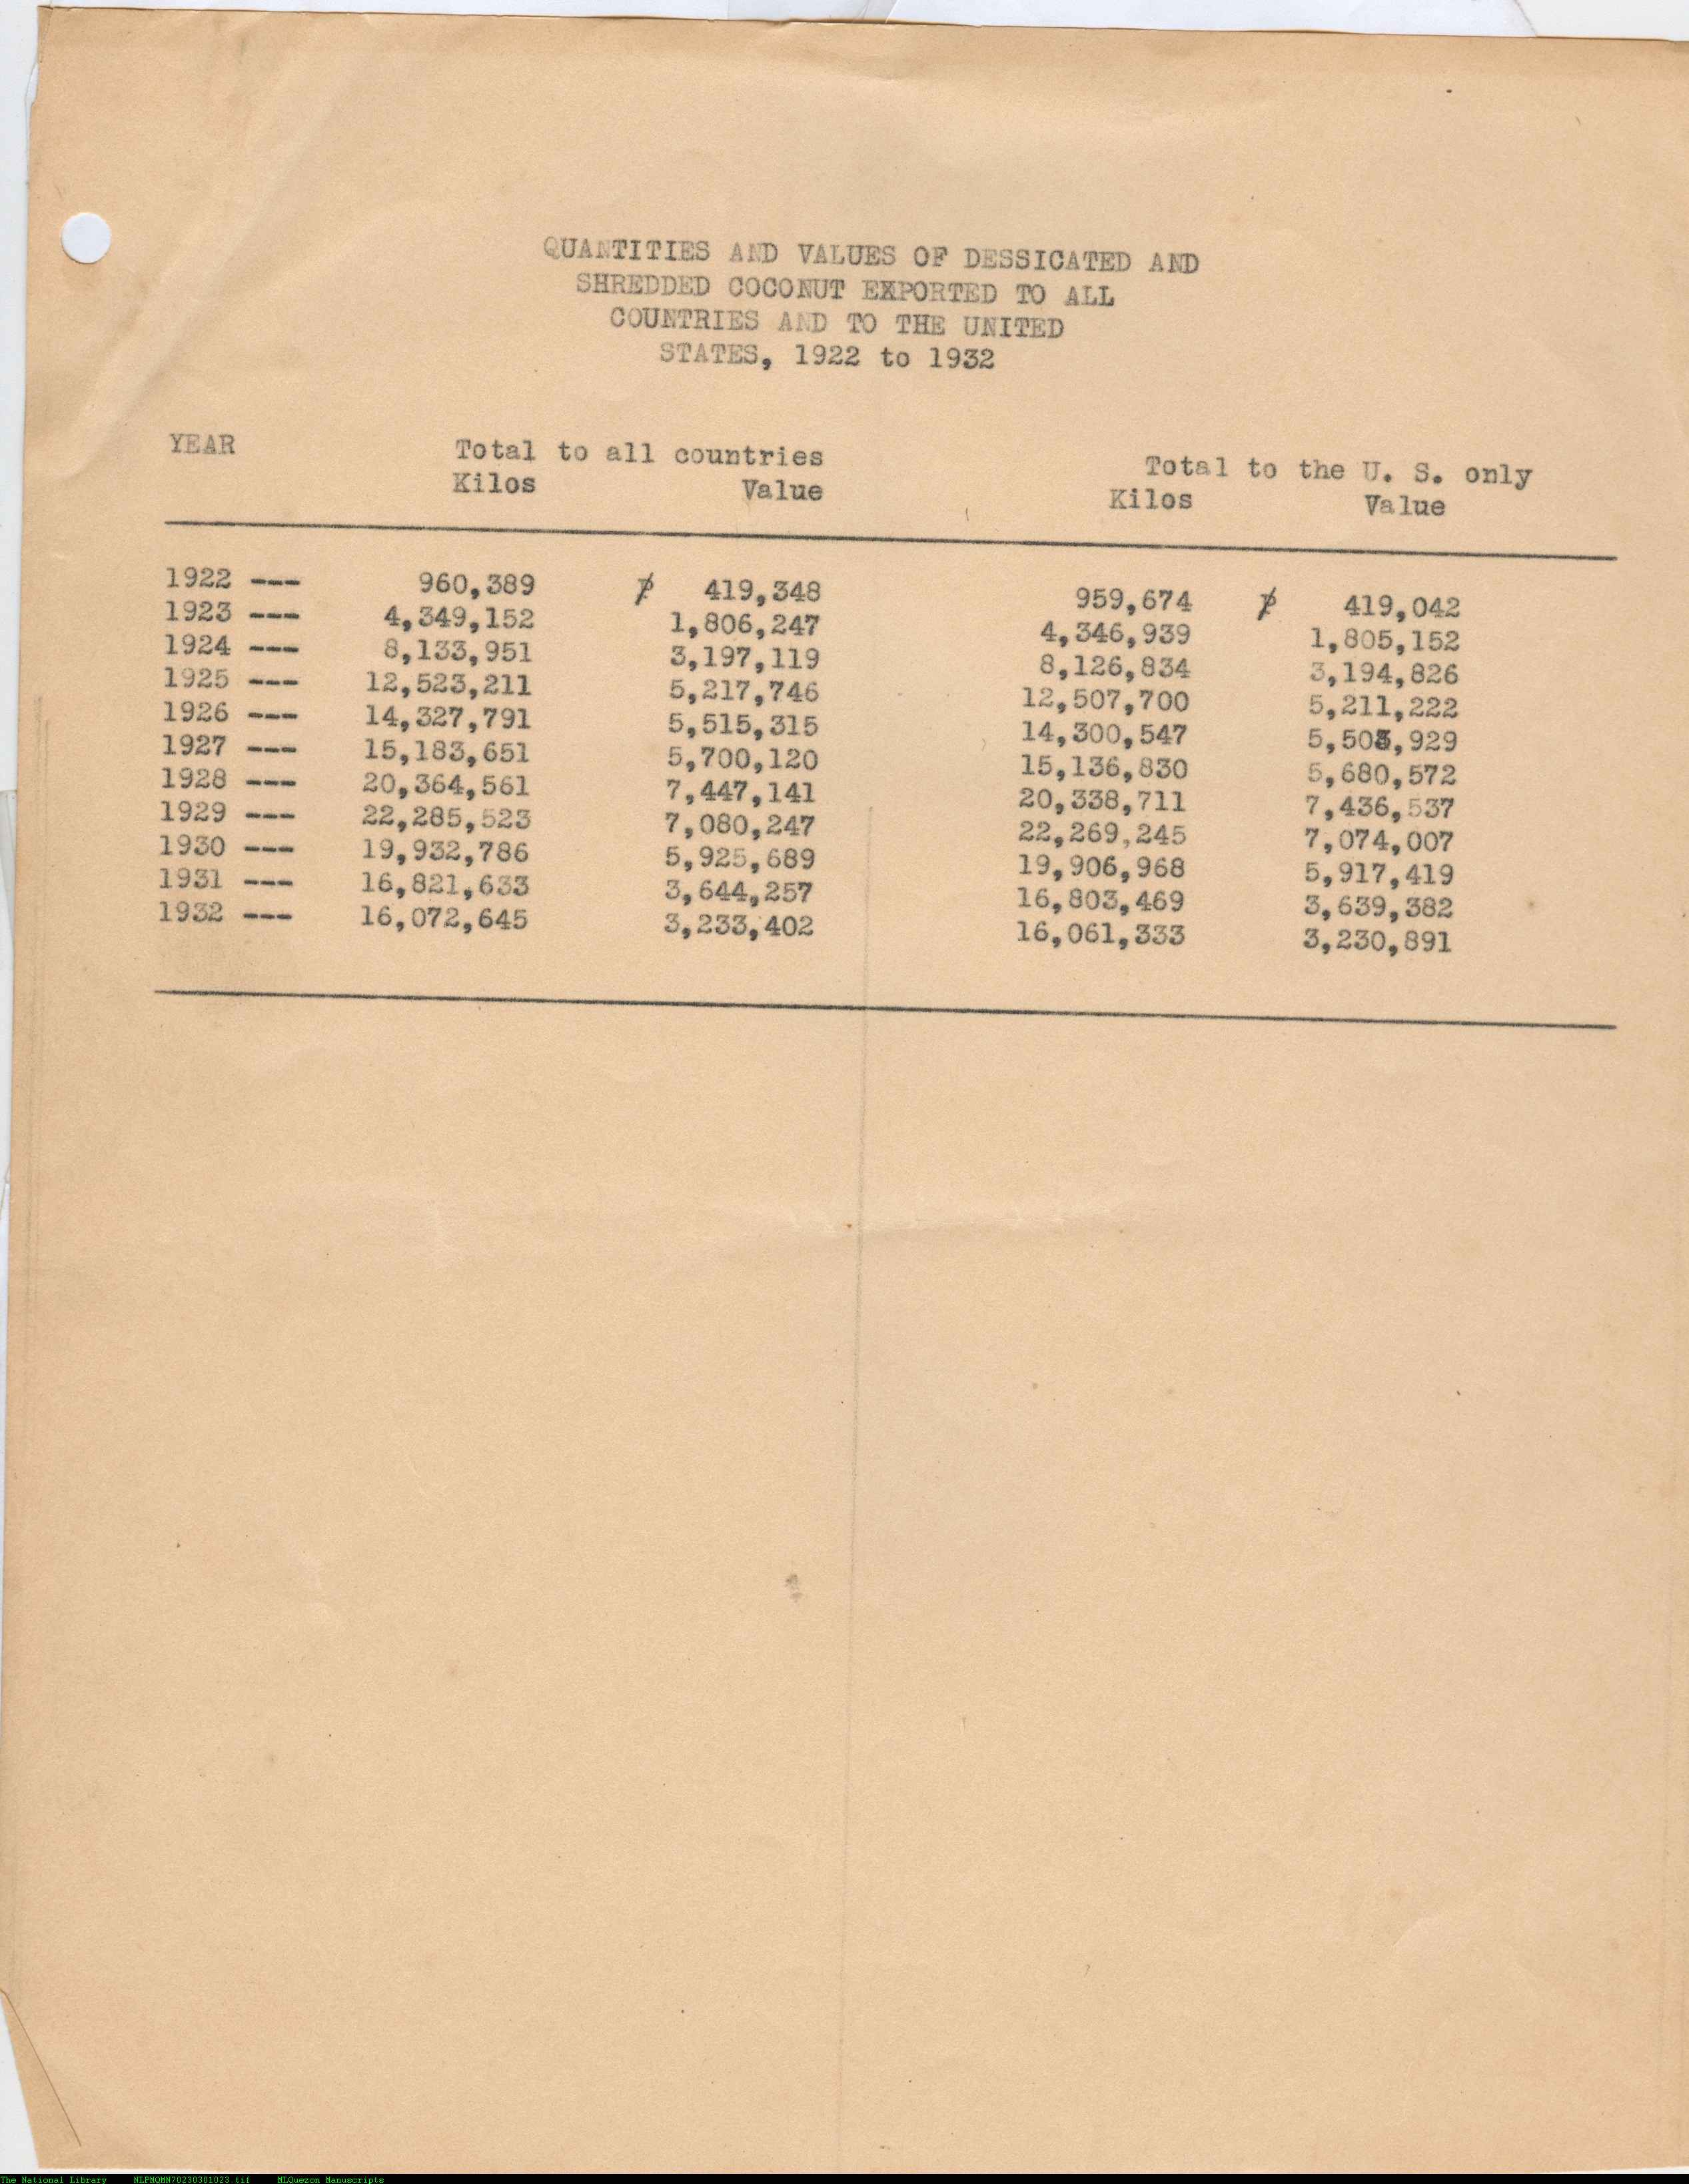 QUANTITIES AND VALUES OF DESSICATED AND
SHREDDED COCONUT EXPORTED TO ALL
COUNTRIES AND TO THE UNITED
STATES, 1922 to 1932
YEAR Total to all countries Total to the U. S. only
Kilos Value Kilos Value
1922 --- 960,389 ₱ 419,348 959,674 ₱ 419,042
1923 --- 4,349,152 1,806,247 4,346,939 1,805,152
1924 --- 8,133,951 3,197,119 8,126,834 3,194,826
1925 --- 12,523,211 5,217,746 12,507,700 5,211,222
1926 --- 14,327,791 5,515,315 14,300,547
1927 --- 15,183,651 5,700,120 15,136,830 5,680,572
1928 --- 20,364,561 7,447,141 20,338,711 7,436,537
1929 --- 22,285,523 7,080,247 22,269,245 7,074,007
1930 --- 19,932,786 5,925,689 19,906,968 5,917,419
1931 --- 16,821,633 3,644,257 16,803,469 3,639,382
1932 --- 16,072,645 3,233,402 16,061,333 3,230,891
The National Library NLPMQMN70230301023.tif MLQuezon Manuscripts